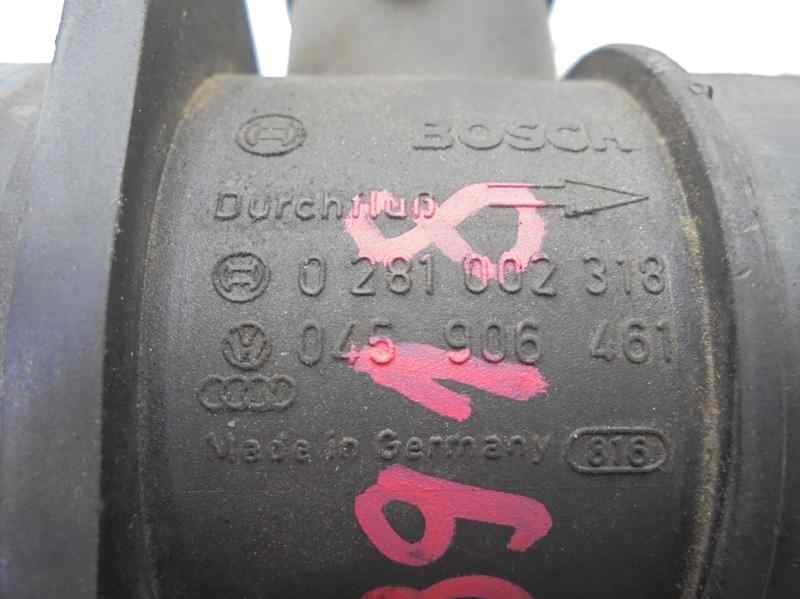 BOSCH
Durchfluß
0 281 002 318
045 906 461
Made in Germany 816